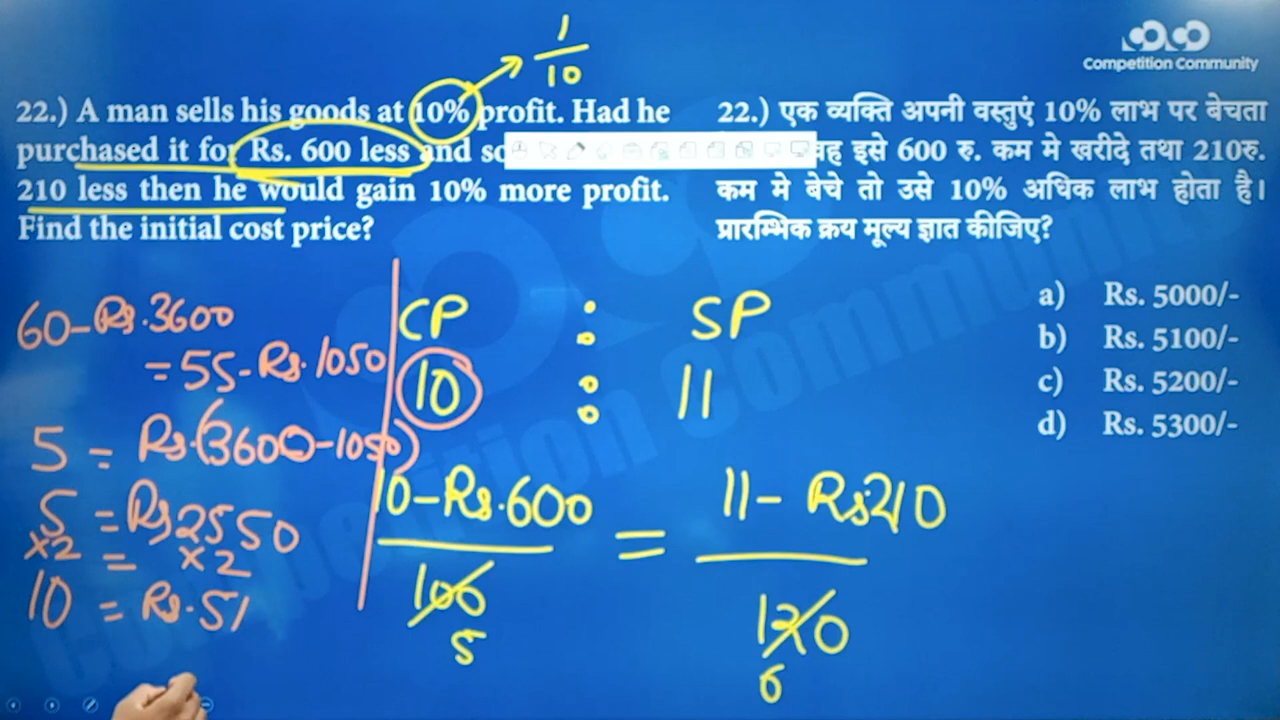 Competition Community
1
10
22.) A man sells his goods at 10% profit. Had he
purchased it for Rs. 600 less and
210 less then he would gain 10% more profit.
Find the initial cost price?
22.) एक व्यक्ति अपनी वस्तुएं 10% लाभ पर बेचता
इसे 600 रु. कम मे खरीदे तथा 210रु.
कम मे बेचे तो उसे 10% अधिक लाभ होता है।
प्रारम्भिक क्रय मूल्य ज्ञात कीजिए?
a) Rs. 5000/-
b) Rs. 5100/-
c) Rs. 5200/-
d) Rs. 5300/-
60-Rs.3600
=55-Rs.1050
5 = Rs.(3600-1050)
5 = Rs2550
×2 = ×2
10 = Rs.51
CP : SP
10 : 11
10-Rs.600 = 11-Rs.210
100 120
5 6